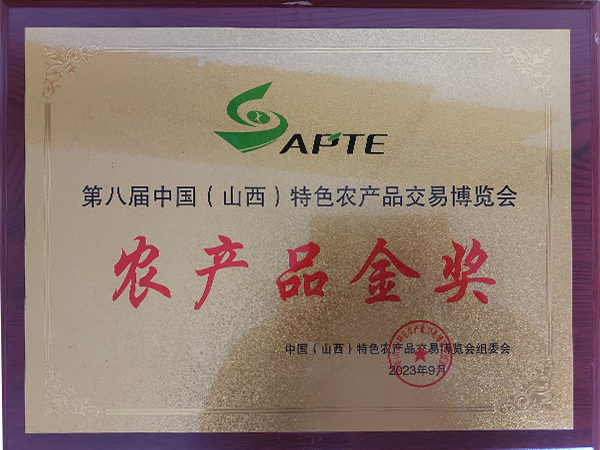 SAPTE
第八届中国（山西）特色农产品交易博览会
农产品金奖
中国（山西）特色农产品交易博览会组委会
2023年9月